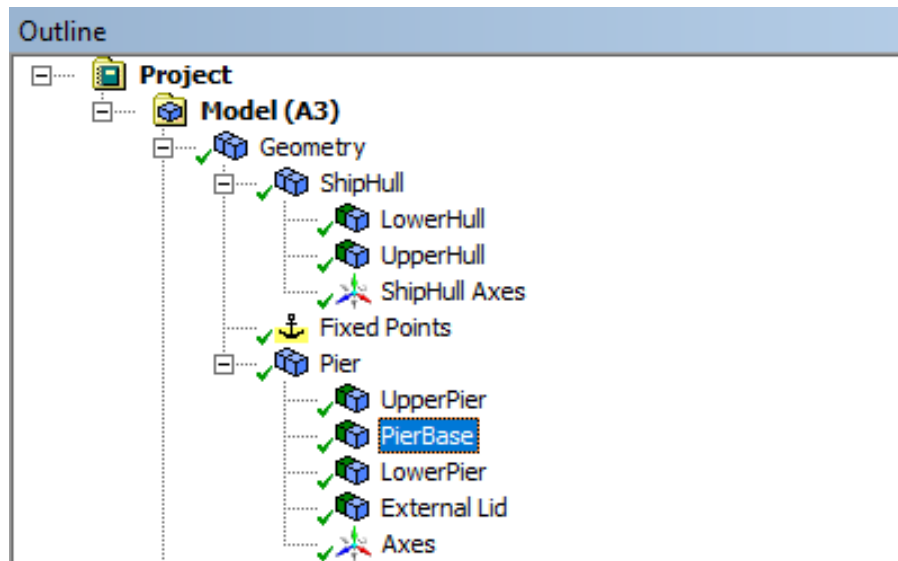 Outline
Project
Model (A3)
Geometry
ShipHull
LowerHull
UpperHull
ShipHull Axes
Fixed Points
Pier
UpperPier
PierBase
LowerPier
External Lid
Axes